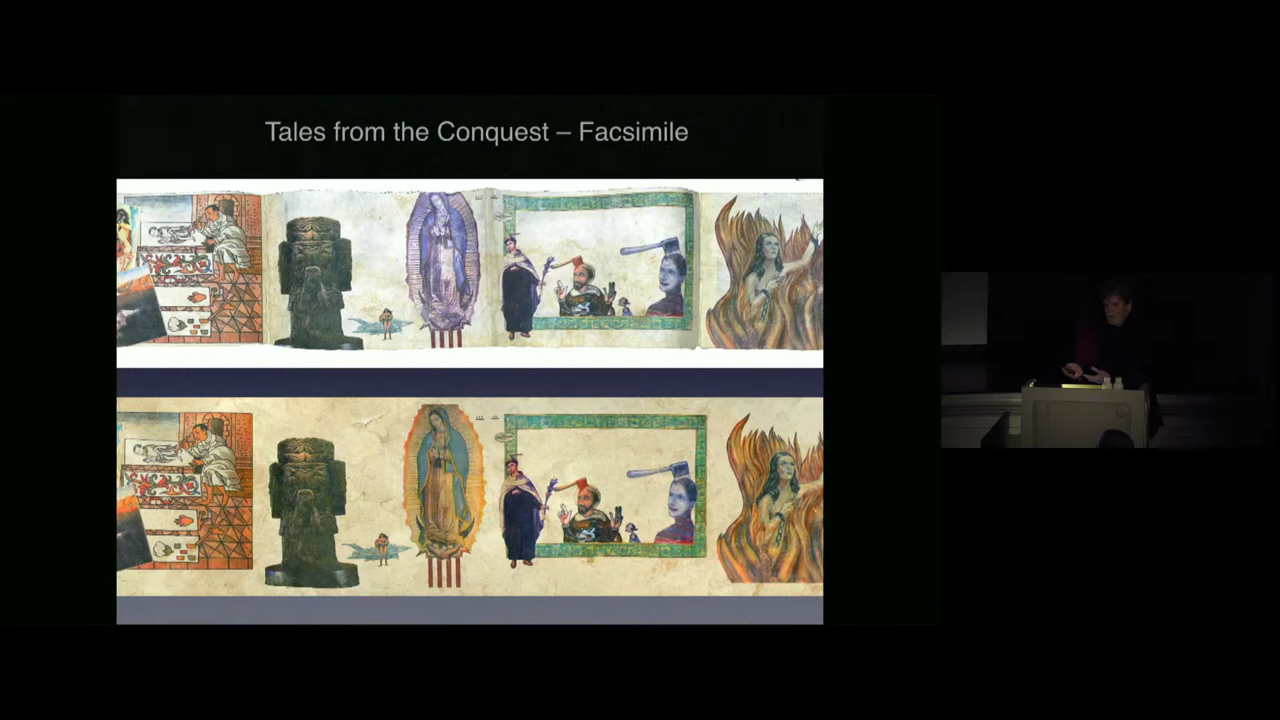 Tales from the Conquest – Facsimile